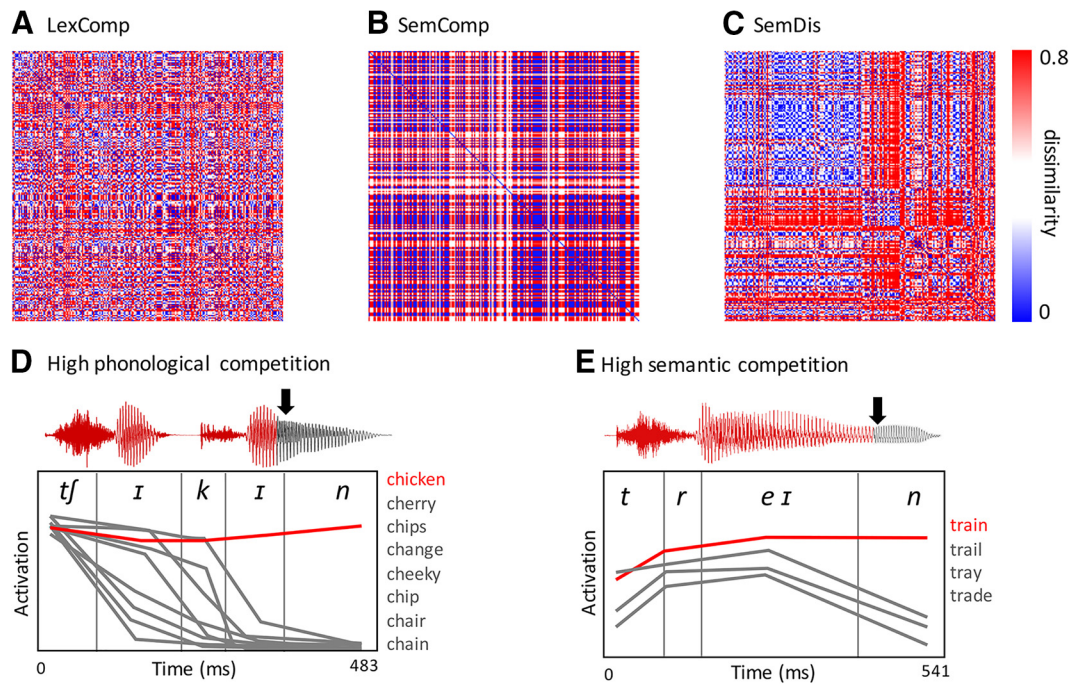 A LexComp
B SemComp
C SemDis
0.8
dissimilarity
0
D High phonological competition
E High semantic competition
tʃ ɪ k ɪ n
chicken
cherry
chips
change
cheeky
chip
chair
chain
Activation
0 Time (ms) 483
t r e ɪ n
train
trail
tray
trade
Activation
0 Time (ms) 541